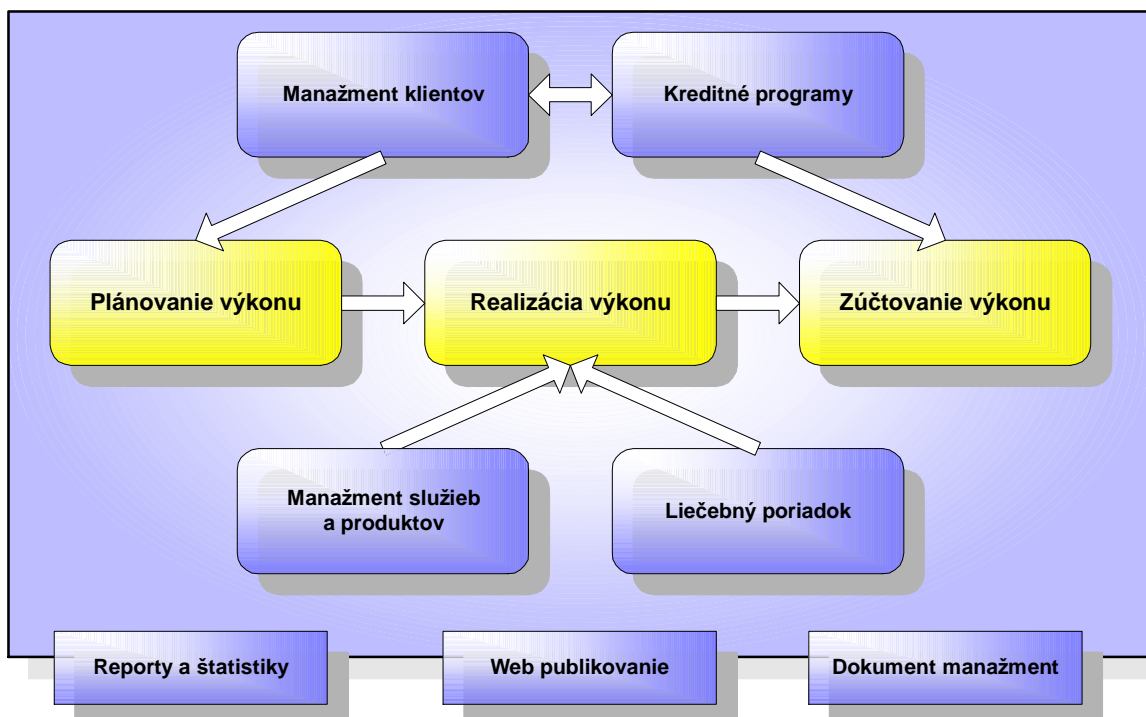 Manažment klientov
Kreditné programy
Plánovanie výkonu
Realizácia výkonu
Zúčtovanie výkonu
Manažment služieb
a produktov
Liečebný poriadok
Reporty a štatistiky
Web publikovanie
Dokument manažment